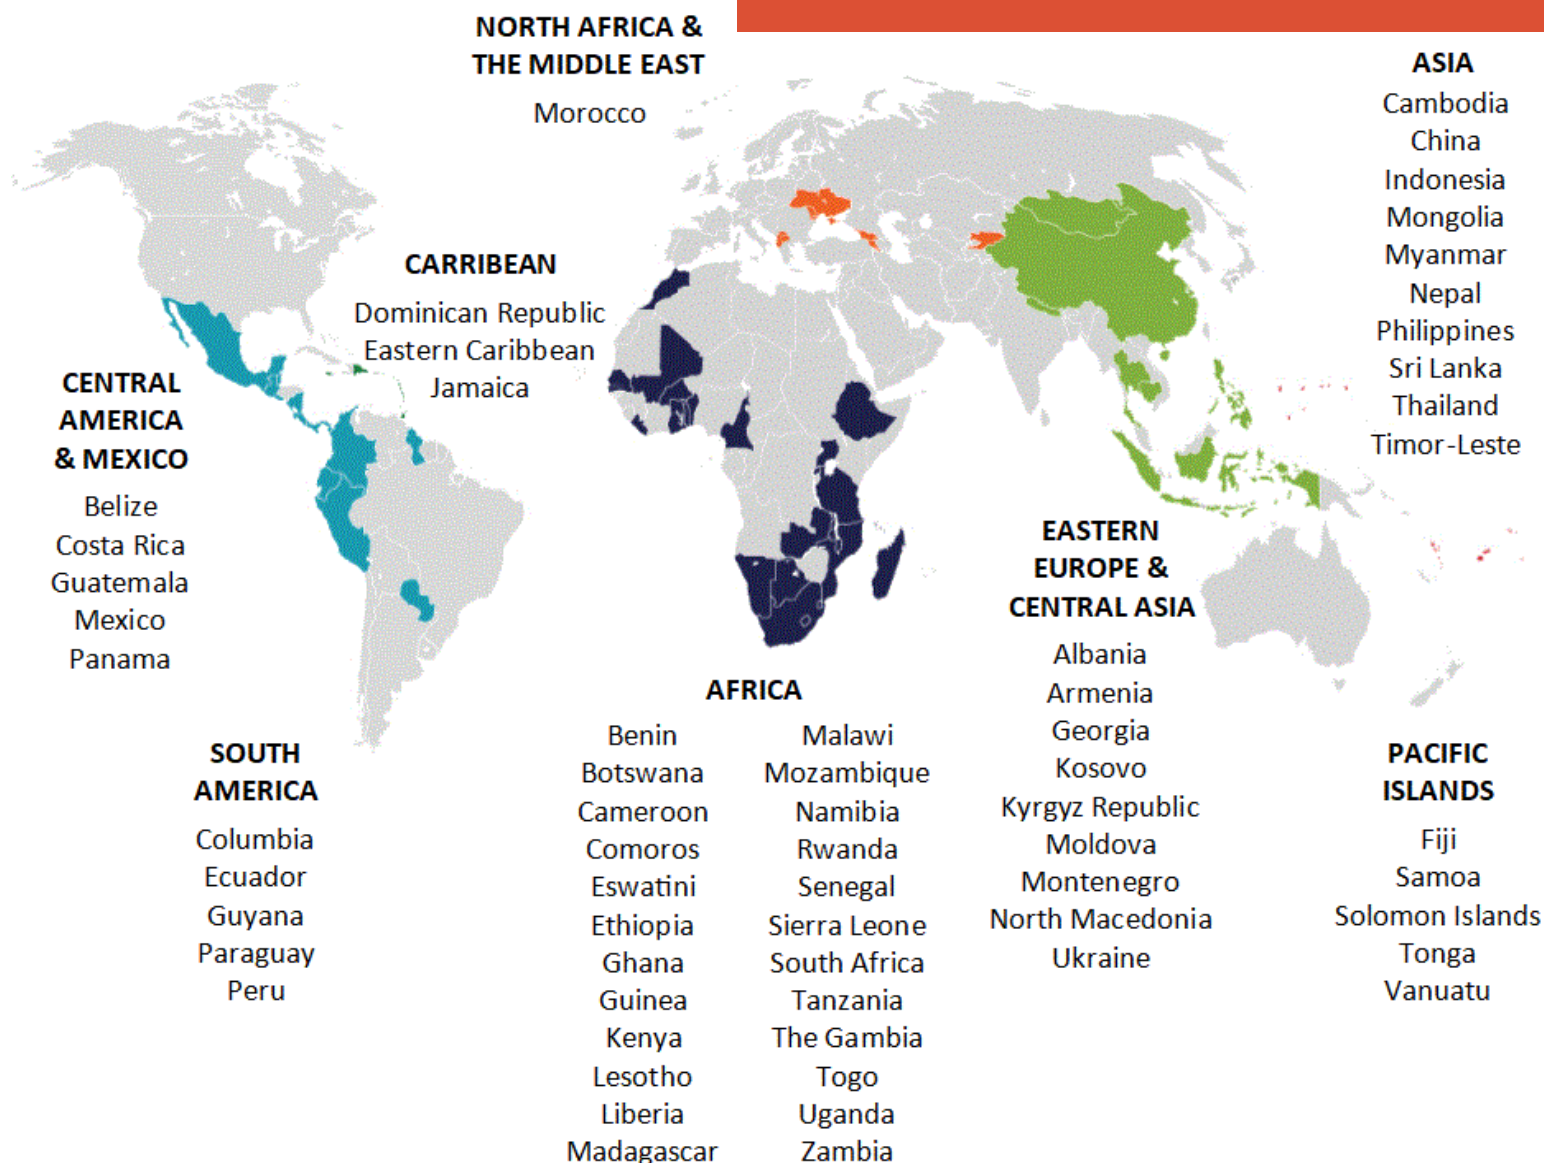 NORTH AFRICA &
THE MIDDLE EAST
Morocco
ASIA
Cambodia
China
Indonesia
Mongolia
Myanmar
Nepal
Philippines
Sri Lanka
Thailand
Timor-Leste
CARRIBEAN
Dominican Republic
Eastern Caribbean
Jamaica
CENTRAL
AMERICA
& MEXICO
Belize
Costa Rica
Guatemala
Mexico
Panama
SOUTH
AMERICA
Columbia
Ecuador
Guyana
Paraguay
Peru
AFRICA
Benin
Botswana
Cameroon
Comoros
Eswatini
Ethiopia
Ghana
Guinea
Kenya
Lesotho
Liberia
Madagascar
Malawi
Mozambique
Namibia
Rwanda
Senegal
Sierra Leone
South Africa
Tanzania
The Gambia
Togo
Uganda
Zambia
EASTERN
EUROPE &
CENTRAL ASIA
Albania
Armenia
Georgia
Kosovo
Kyrgyz Republic
Moldova
Montenegro
North Macedonia
Ukraine
PACIFIC
ISLANDS
Fiji
Samoa
Solomon Islands
Tonga
Vanuatu